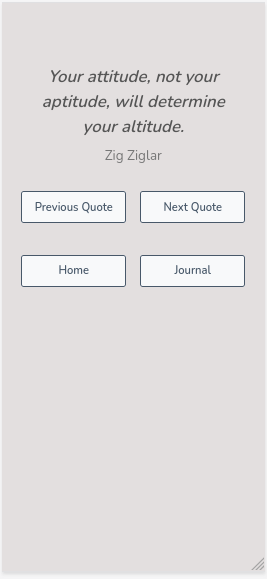 Your attitude, not your
aptitude, will determine
your altitude.
Zig Ziglar
Previous Quote
Next Quote
Home
Journal